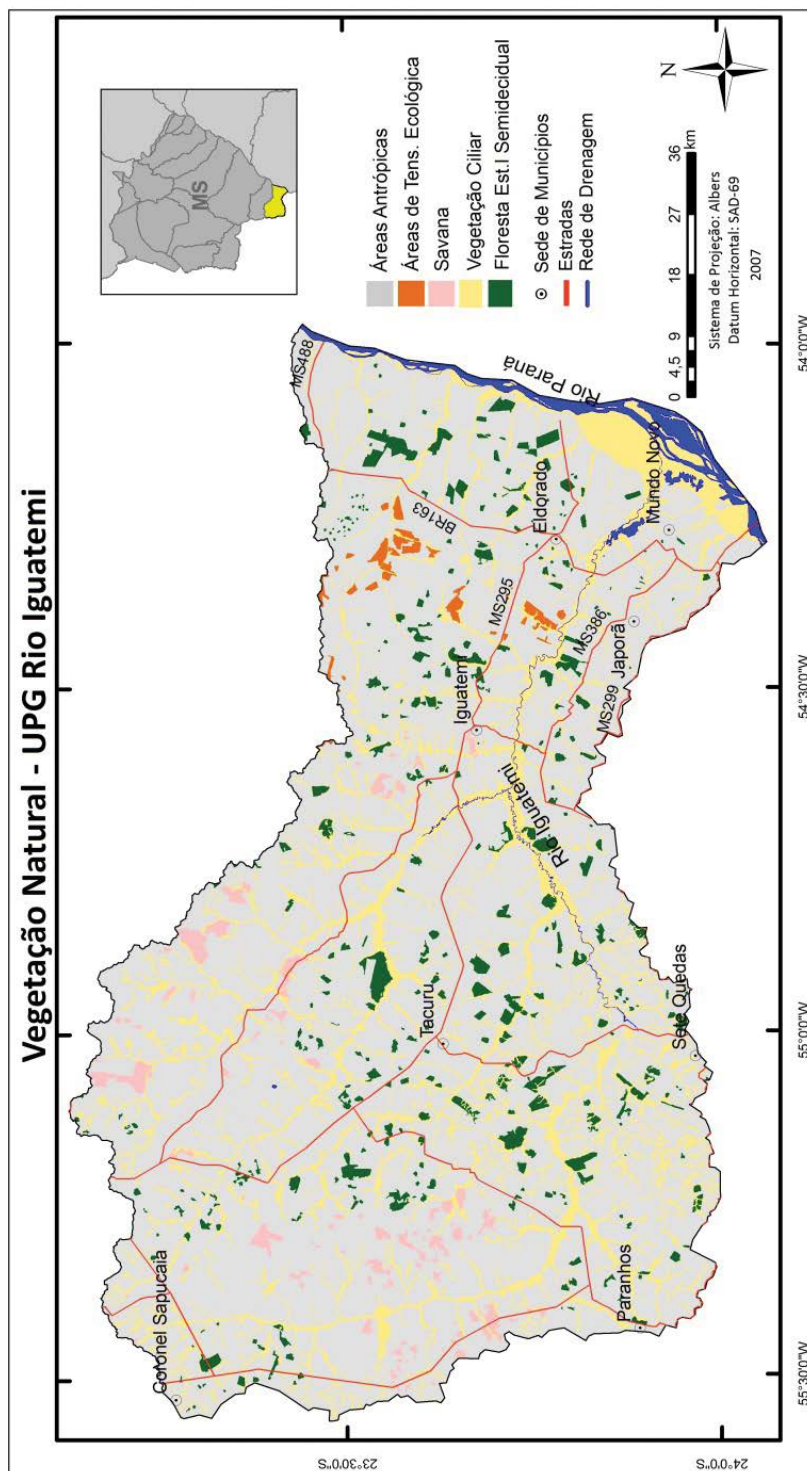 Vegetação Natural - UPG Rio Iguatemi
MS
Áreas Antrópicas
Áreas de Tens. Ecológica
Savana
Vegetação Ciliar
Floresta Est.l Semidecidual
Sede de Municípios
Estradas
Rede de Drenagem
N
0 4,5 9 18 27 36 km
Sistema de Projeção: Albers
Datum Horizontal: SAD-69
2007
Coronel Sapucaia
MS488
BR163
Rio Paraná
Tacuru
Iguatemi
MS295
Eldorado
Rio Iguatemi
MS386
Mundo Novo
MS299
Japorã
Paranhos
Sete Quedas
23°30'0"S
24°0'0"S
55°30'0"W
55°0'0"W
54°30'0"W
54°0'0"W